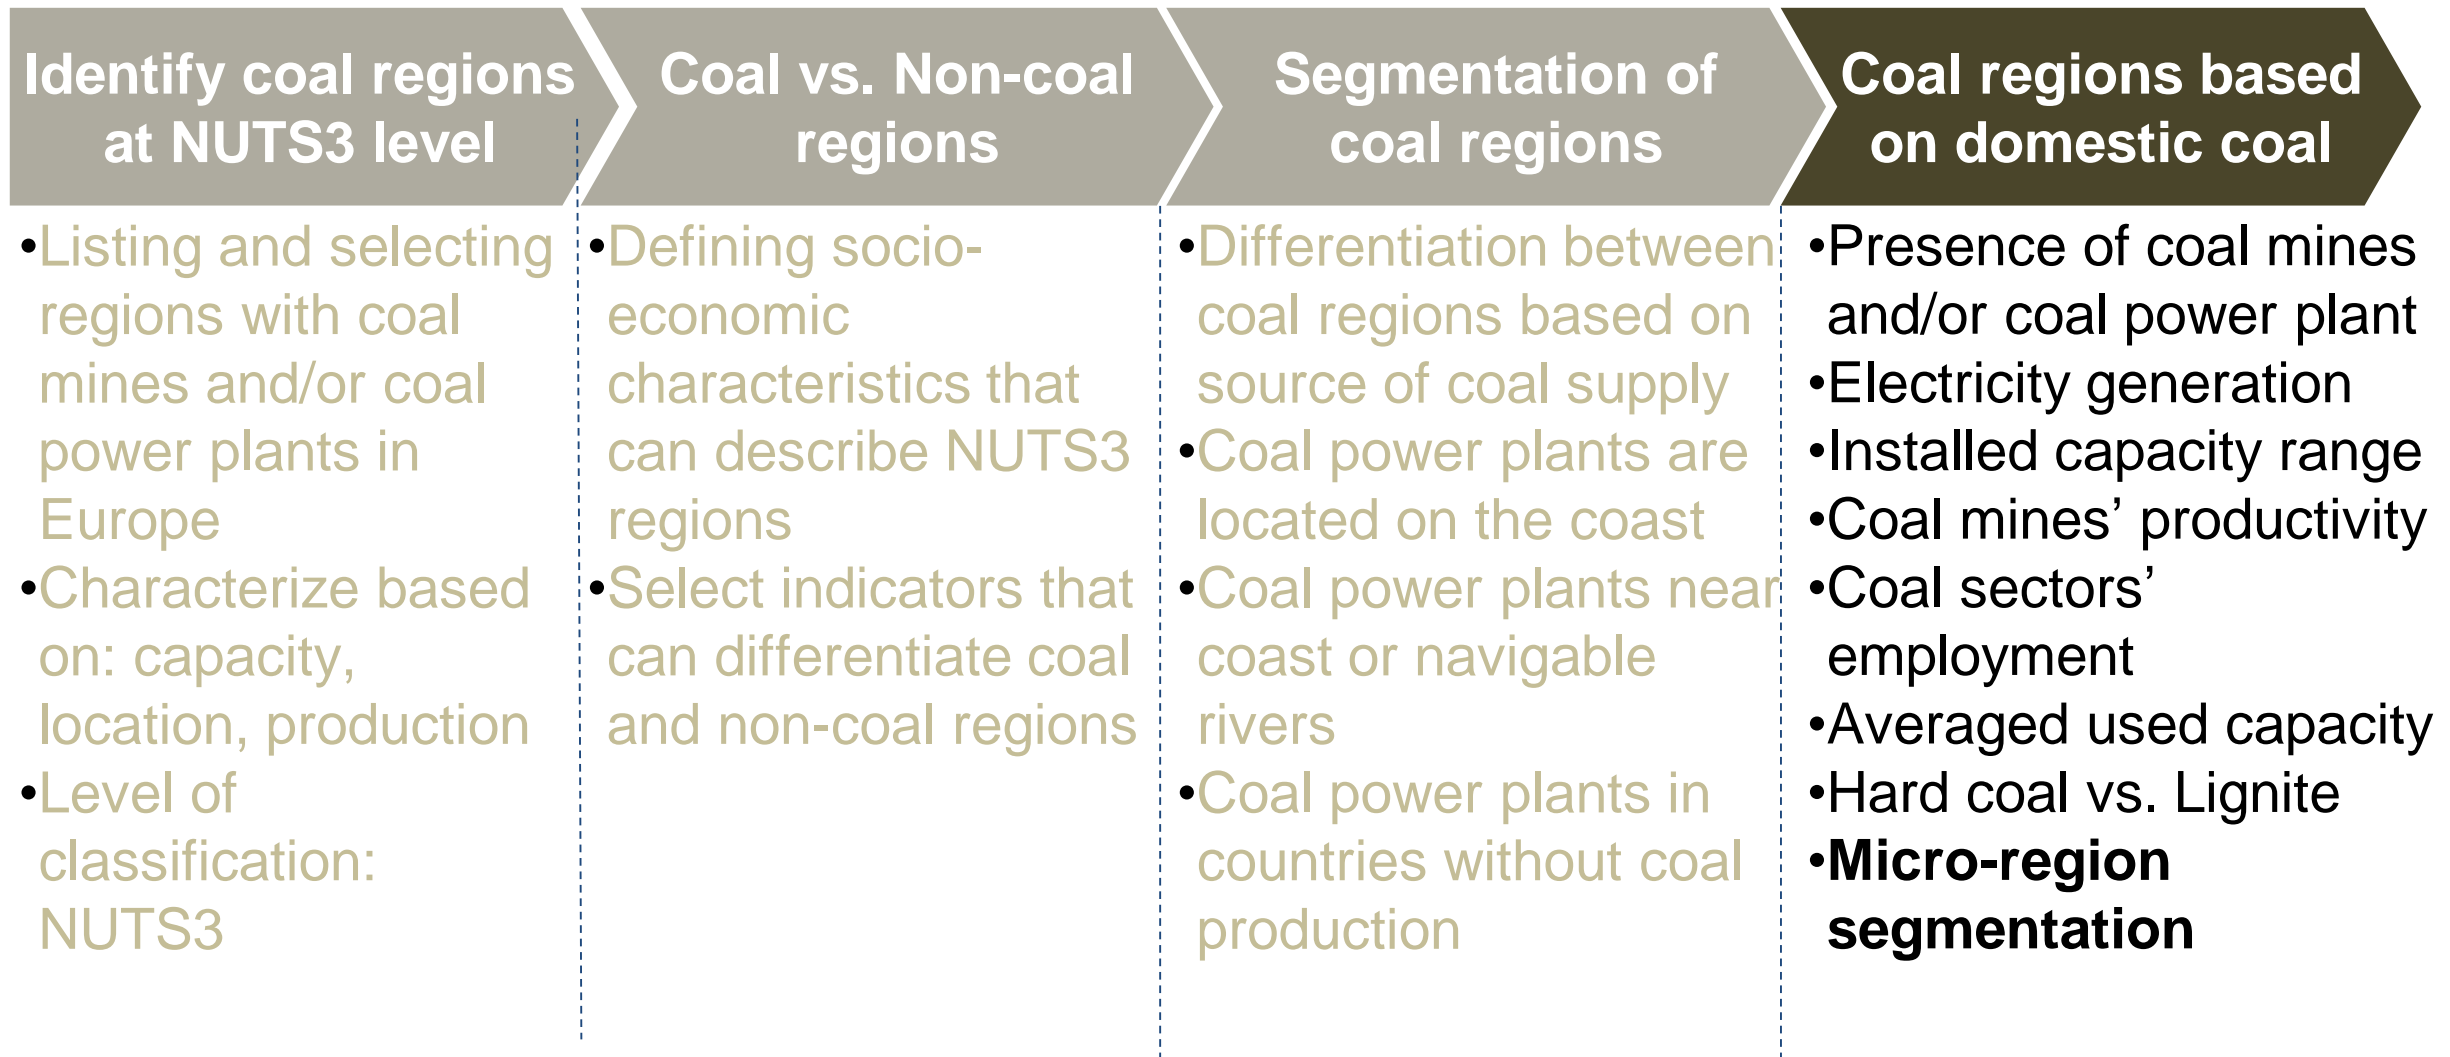 Identify coal regions
at NUTS3 level
•Listing and selecting
regions with coal
mines and/or coal
power plants in
Europe
•Characterize based
on: capacity,
location, production
•Level of
classification:
NUTS3
Coal vs. Non-coal
regions
•Defining socio-
economic
characteristics that
can describe NUTS3
regions
•Select indicators that
can differentiate coal
and non-coal regions
Segmentation of
coal regions
•Differentiation between
coal regions based on
source of coal supply
•Coal power plants are
located on the coast
•Coal power plants near
coast or navigable
rivers
•Coal power plants in
countries without coal
production
Coal regions based
on domestic coal
•Presence of coal mines
and/or coal power plant
•Electricity generation
•Installed capacity range
•Coal mines’ productivity
•Coal sectors’
employment
•Averaged used capacity
•Hard coal vs. Lignite
•Micro-region
segmentation